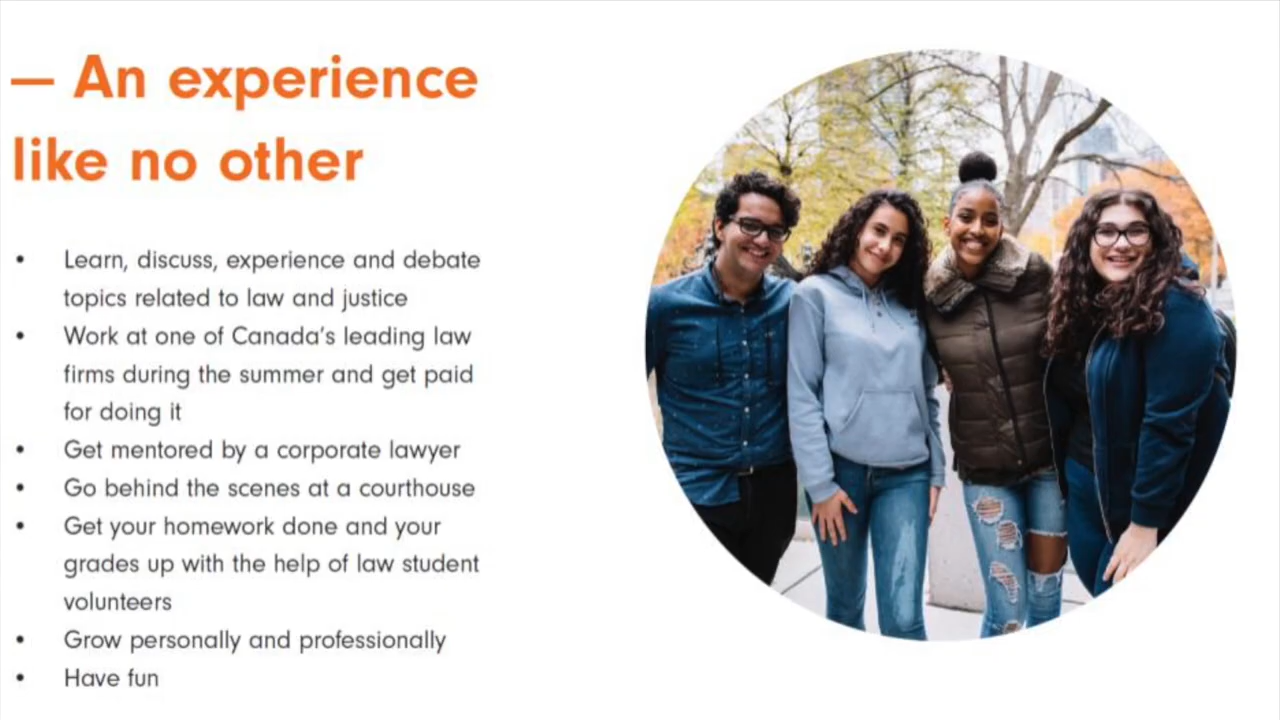 — An experience
like no other
• Learn, discuss, experience and debate
topics related to law and justice
• Work at one of Canada's leading law
firms during the summer and get paid
for doing it
• Get mentored by a corporate lawyer
• Go behind the scenes at a courthouse
• Get your homework done and your
grades up with the help of law student
volunteers
• Grow personally and professionally
• Have fun